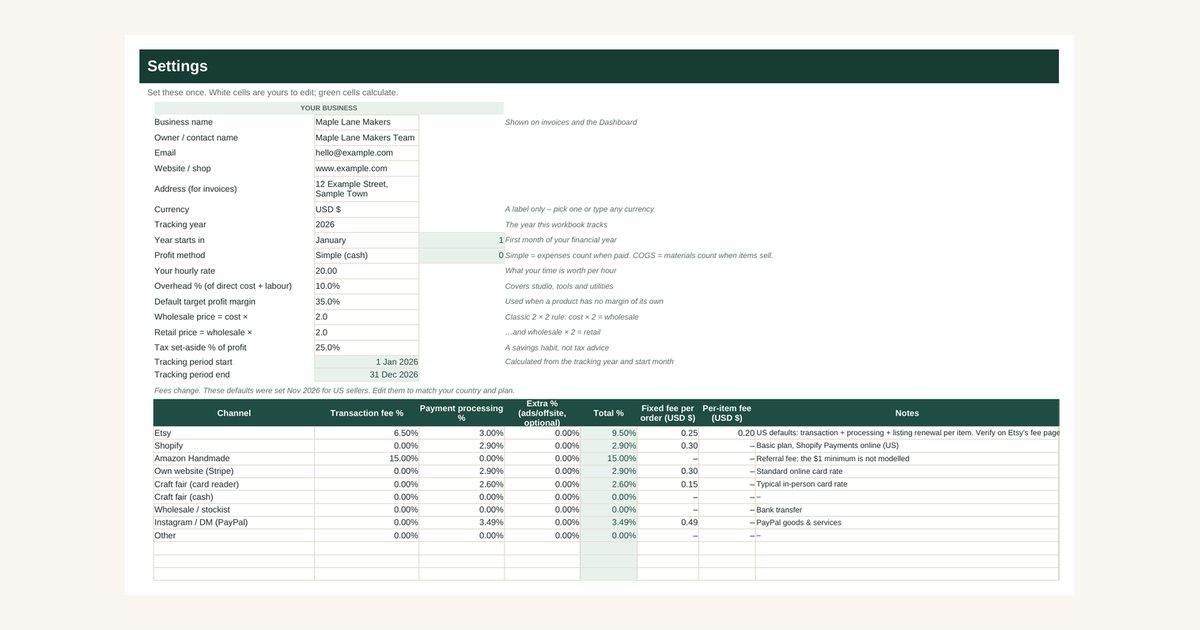 Settings
Set these once. White cells are yours to edit; green cells calculate.
YOUR BUSINESS
Business name Maple Lane Makers Shown on invoices and the Dashboard
Owner / contact name Maple Lane Makers Team
Email hello@example.com
Website / shop www.example.com
Address (for invoices) 12 Example Street,
Sample Town
Currency USD $ A label only – pick one or type any currency
Tracking year 2026 The year this workbook tracks
Year starts in January 1 First month of your financial year
Profit method Simple (cash) 0 Simple = expenses count when paid. COGS = materials count when items sell.
Your hourly rate 20.00 What your time is worth per hour
Overhead % (of direct cost + labour) 10.0% Covers studio, tools and utilities
Default target profit margin 35.0% Used when a product has no margin of its own
Wholesale price = cost × 2.0 Classic 2 × 2 rule: cost × 2 = wholesale
Retail price = wholesale × 2.0 …and wholesale × 2 = retail
Tax set-aside % of profit 25.0% A savings habit, not tax advice
Tracking period start 1 Jan 2026 Calculated from the tracking year and start month
Tracking period end 31 Dec 2026
Fees change. These defaults were set Nov 2026 for US sellers. Edit them to match your country and plan.
Channel Transaction fee % Payment processing % Extra % (ads/offsite, optional) Total % Fixed fee per order (USD $) Per-item fee (USD $) Notes
Etsy 6.50% 3.00% 0.00% 9.50% 0.25 0.20 US defaults: transaction + processing + listing renewal per item. Verify on Etsy's fee page
Shopify 0.00% 2.90% 0.00% 2.90% 0.30 – Basic plan, Shopify Payments online (US)
Amazon Handmade 15.00% 0.00% 0.00% 15.00% – – Referral fee; the $1 minimum is not modelled
Own website (Stripe) 0.00% 2.90% 0.00% 2.90% 0.30 – Standard online card rate
Craft fair (card reader) 0.00% 2.60% 0.00% 2.60% 0.15 – Typical in-person card rate
Craft fair (cash) 0.00% 0.00% 0.00% 0.00% – – –
Wholesale / stockist 0.00% 0.00% 0.00% 0.00% – – Bank transfer
Instagram / DM (PayPal) 0.00% 3.49% 0.00% 3.49% 0.49 – PayPal goods & services
Other 0.00% 0.00% 0.00% 0.00% – – –